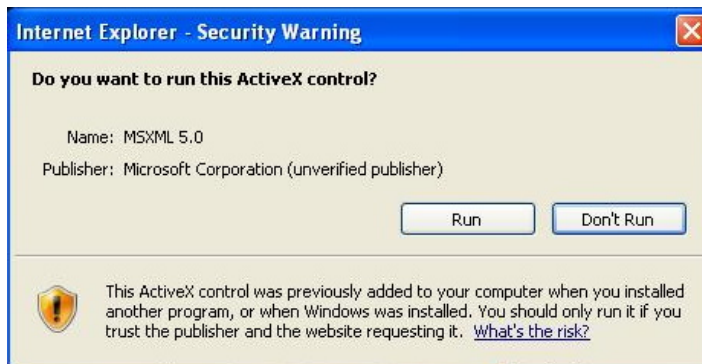 Internet Explorer - Security Warning
Do you want to run this ActiveX control?
Name: MSXML 5.0
Publisher: Microsoft Corporation (unverified publisher)
Run Don't Run
This ActiveX control was previously added to your computer when you installed
another program, or when Windows was installed. You should only run it if you
trust the publisher and the website requesting it. What's the risk?